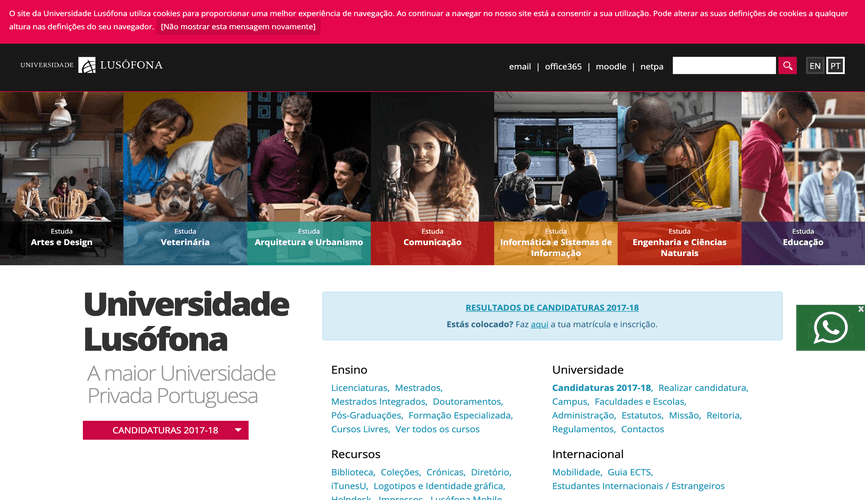 O site da Universidade Lusófona utiliza cookies para proporcionar uma melhor experiência de navegação. Ao continuar a navegar no nosso site está a consentir a sua utilização. Pode alterar as suas definições de cookies a qualquer
altura nas definições do seu navegador. [Não mostrar esta mensagem novamente]
UNIVERSIDADE LUSÓFONA
email | office365 | moodle | netpa
EN PT
Estuda
Artes e Design
Estuda
Veterinária
Estuda
Arquitetura e Urbanismo
Estuda
Comunicação
Estuda
Informática e Sistemas de
Informação
Estuda
Engenharia e Ciências
Naturais
Estuda
Educação
Universidade
Lusófona
A maior Universidade
Privada Portuguesa
CANDIDATURAS 2017-18
RESULTADOS DE CANDIDATURAS 2017-18
Estás colocado? Faz aqui a tua matrícula e inscrição.
x
Ensino
Licenciaturas, Mestrados,
Mestrados Integrados, Doutoramentos,
Pós-Graduações, Formação Especializada,
Cursos Livres, Ver todos os cursos
Universidade
Candidaturas 2017-18, Realizar candidatura,
Campus, Faculdades e Escolas,
Administração, Estatutos, Missão, Reitoria,
Regulamentos, Contactos
Recursos
Biblioteca, Coleções, Crónicas, Diretório,
iTunesU, Logotipos e Identidade gráfica,
Helpdesk, Impressos, Lusófona Mobile
Internacional
Mobilidade, Guia ECTS,
Estudantes Internacionais / Estrangeiros